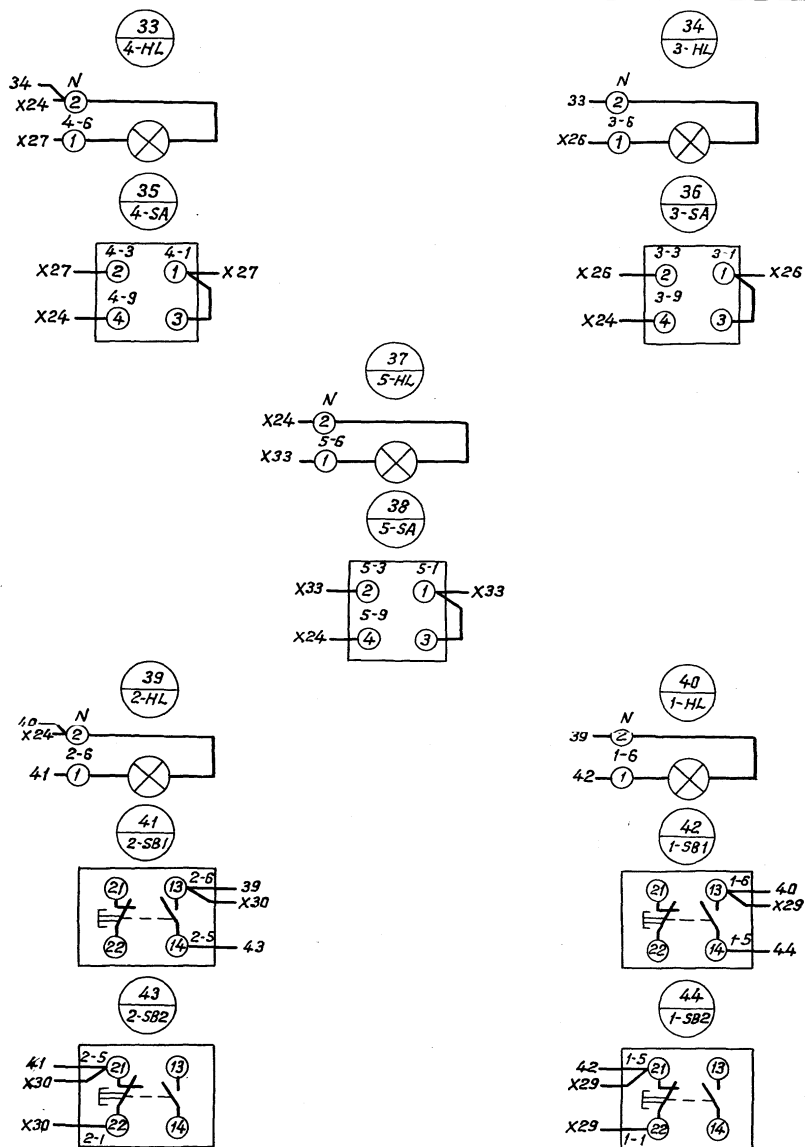 33
4-HL
34
N
X24 2
4-6
X27 1
34
3-HL
N
33 2
3-6
X26 1
35
4-SA
4-3 4-1
X27 2 1 X27
4-9
X24 4 3
36
3-SA
3-3 3-1
X26 2 1 X26
3-9
X24 4 3
37
5-HL
N
X24 2
5-6
X33 1
38
5-SA
5-3 5-1
X33 2 1 X33
5-9
X24 4 3
39
2-HL
40 N
X24 2
2-6
41 1
40
1-HL
N
39 2
1-6
42 1
41
2-SB1
21 13 2-6 39
X30
22 14 2-5 43
42
1-SB1
21 13 1-6 40
X29
22 14 1-5 44
43
2-SB2
41 2-5 21 13
X30
X30 22 14
2-1
44
1-SB2
42 1-5 21 13
X29
X29 22 14
1-1